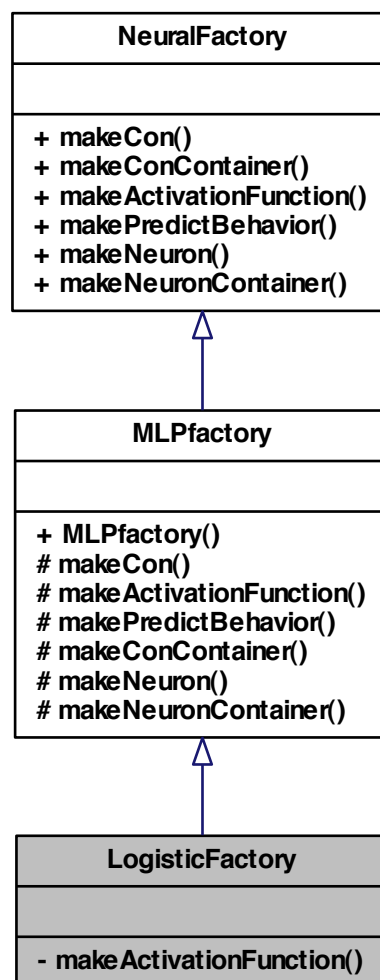 NeuralFactory
+ makeCon()
+ makeConContainer()
+ makeActivationFunction()
+ makePredictBehavior()
+ makeNeuron()
+ makeNeuronContainer()
MLPfactory
+ MLPfactory()
# makeCon()
# makeActivationFunction()
# makePredictBehavior()
# makeConContainer()
# makeNeuron()
# makeNeuronContainer()
LogisticFactory
- makeActivationFunction()